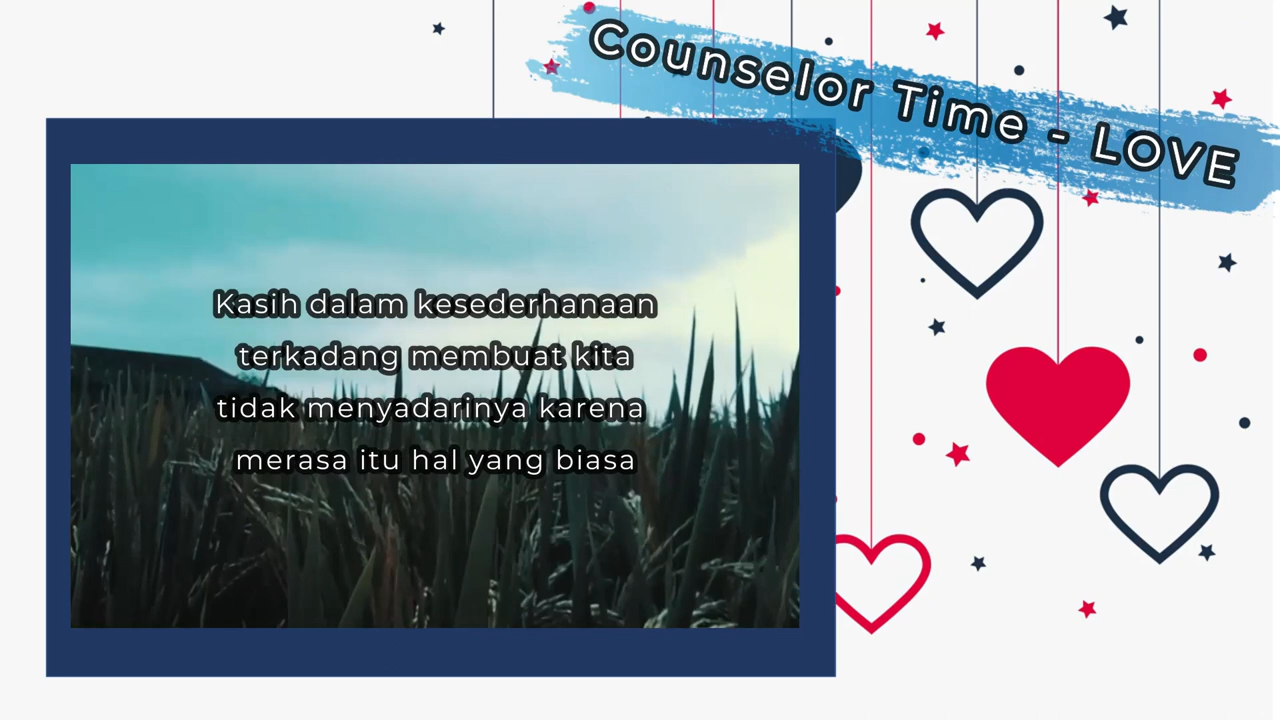 Counselor Time - LOVE
Kasih dalam kesederhanaan
terkadang membuat kita
tidak menyadarinya karena
merasa itu hal yang biasa